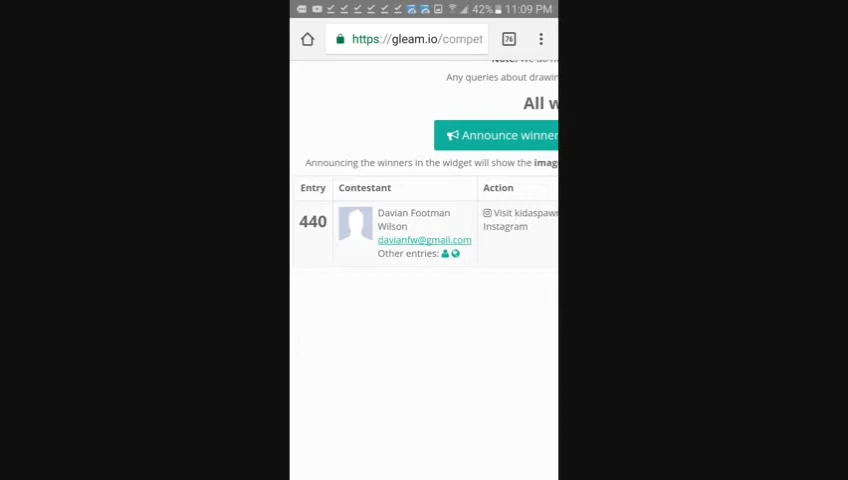 42% 11:09 PM
https://gleam.io/compet
76
Any queries about drawin
All w
Announce winner
Announcing the winners in the widget will show the imag
Entry Contestant Action
440 Davian Footman Visit kidaspawn
Wilson Instagram
davianfw@gmail.com
Other entries: